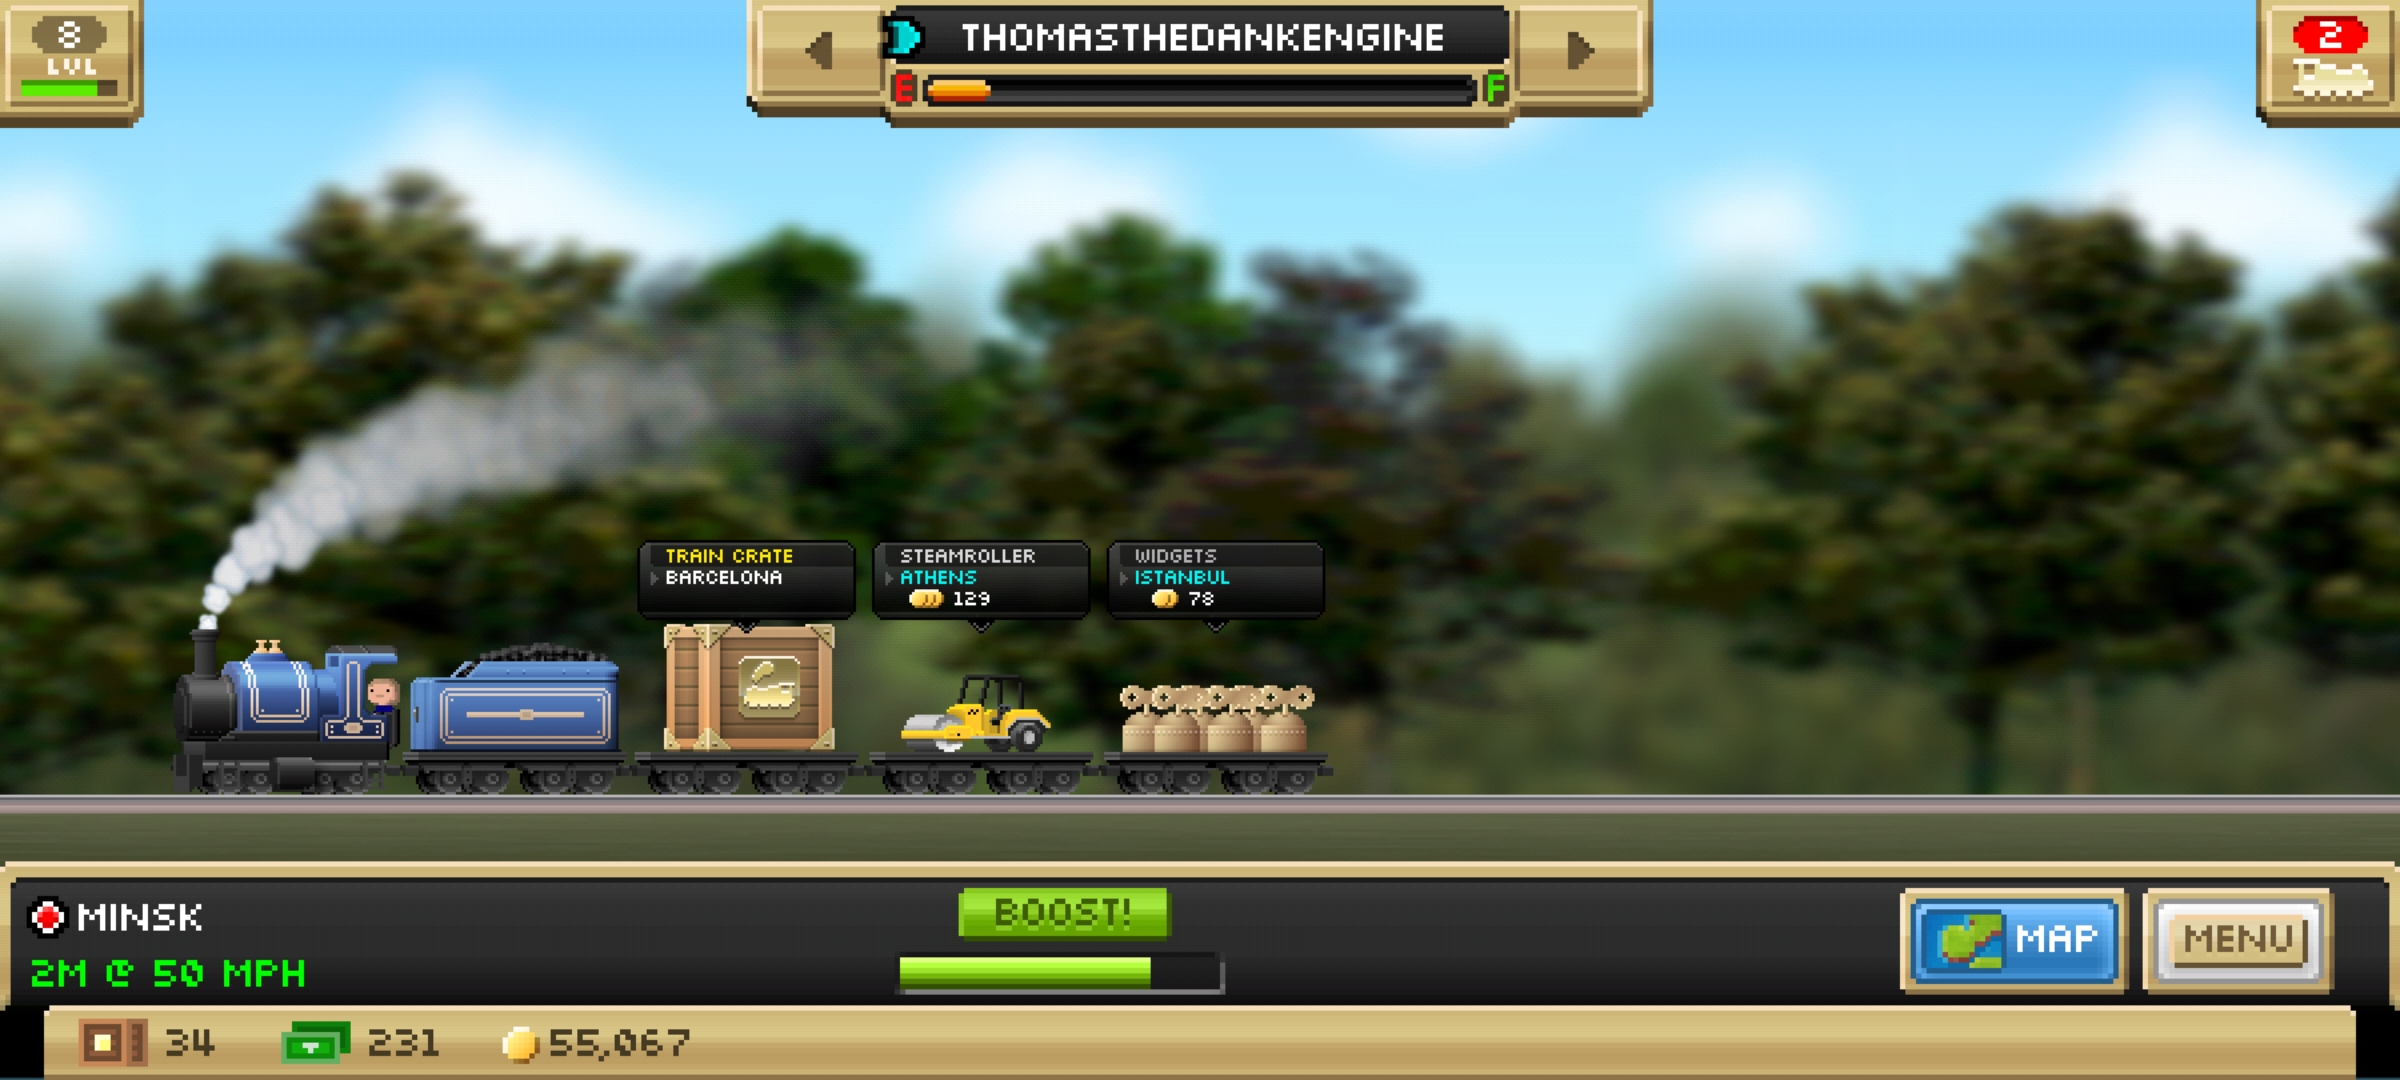 8
LVL
THOMASTHEDANKENGINE
E F
2
TRAIN CRATE
BARCELONA
STEAMROLLER
ATHENS
129
WIDGETS
ISTANBUL
78
MINSK
2M @ 50 MPH
BOOST!
MAP
MENU
34
231
55,067